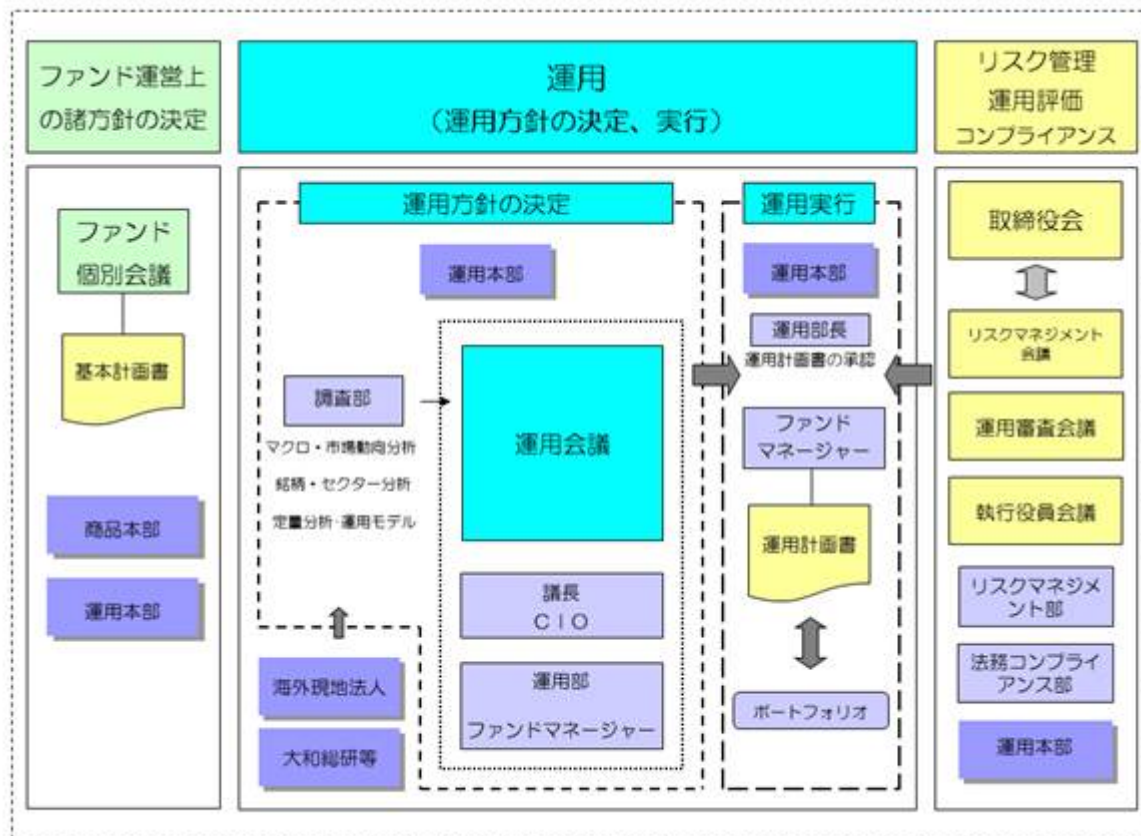 ファンド運営上
の諸方針の決定
運用
（運用方針の決定、実行）
リスク管理
運用評価
コンプライアンス
ファンド
個別会議
基本計画書
商品本部
運用本部
運用方針の決定
運用本部
調査部
マクロ・市場動向分析
銘柄・セクター分析
定量分析・運用モデル
運用会議
議長
ＣＩＯ
運用部
ファンドマネージャー
海外現地法人
大和総研等
運用実行
運用本部
運用部長
運用計画書の承認
ファンド
マネージャー
運用計画書
ポートフォリオ
取締役会
リスクマネジメント
会議
運用審査会議
執行役員会議
リスクマネジメ
ント部
法務コンプライ
アンス部
運用本部